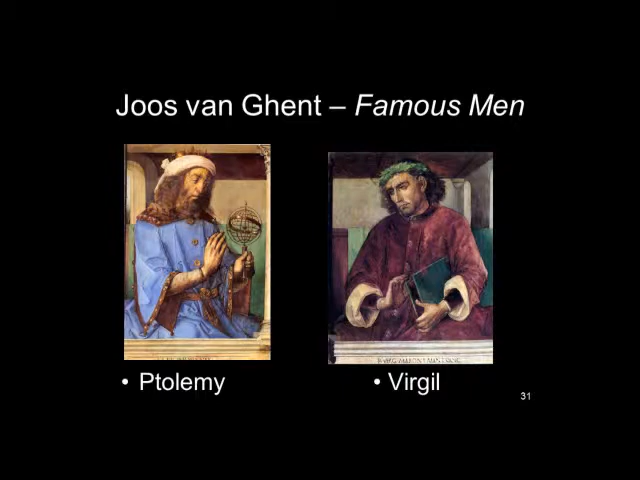 Joos van Ghent – Famous Men
• Ptolemy
• Virgil
31